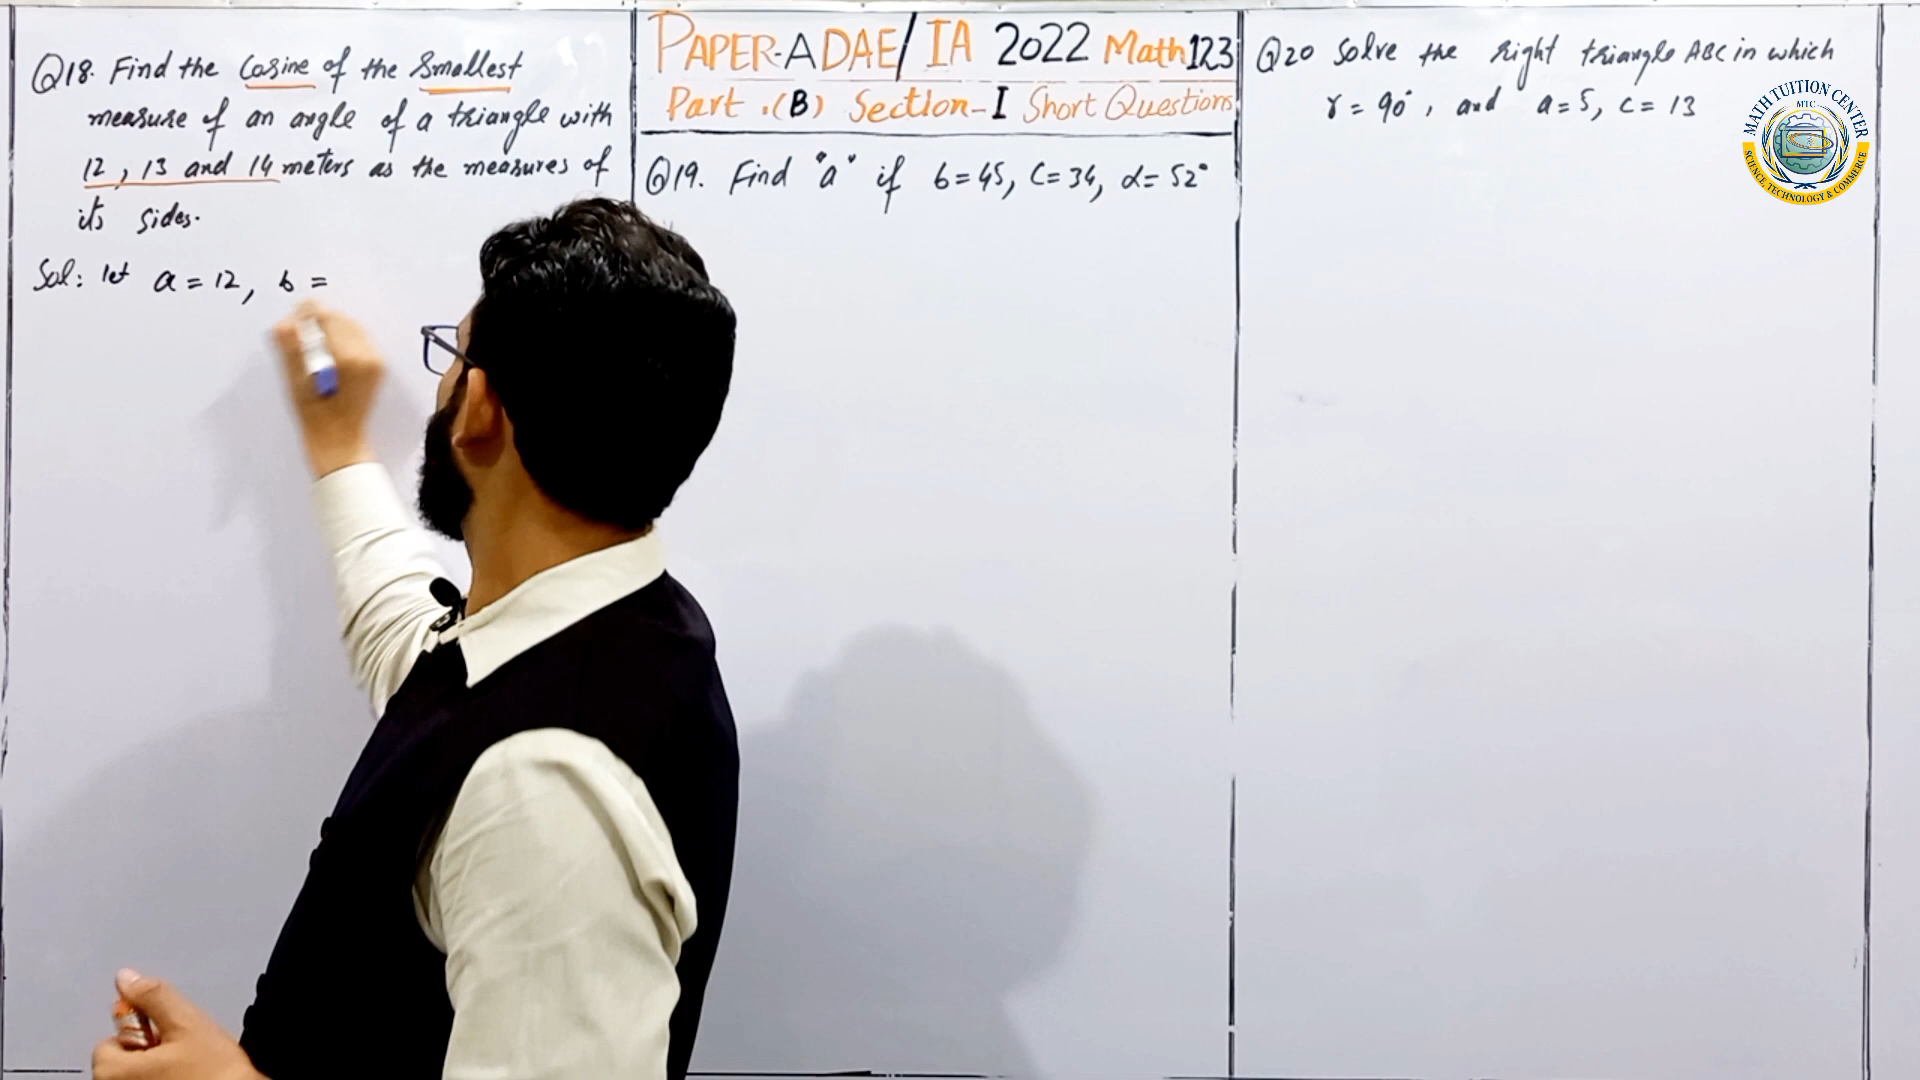 Q18. Find the Cosine of the Smallest
measure of an angle of a triangle with
12, 13 and 14 meters as the measures of
its sides.
Sol: let a = 12, b =
PAPER-A DAE/IA 2022 Math 123
Part.(B) Section-I Short Questions
Q19. Find "a" if b=45, C=34, α=52°
Q20 Solve the right triangle ABC in which
γ = 90°, and a=5, c=13
MATH TUITION CENTER
MTC
SCIENCE, TECHNOLOGY & COMMERCE